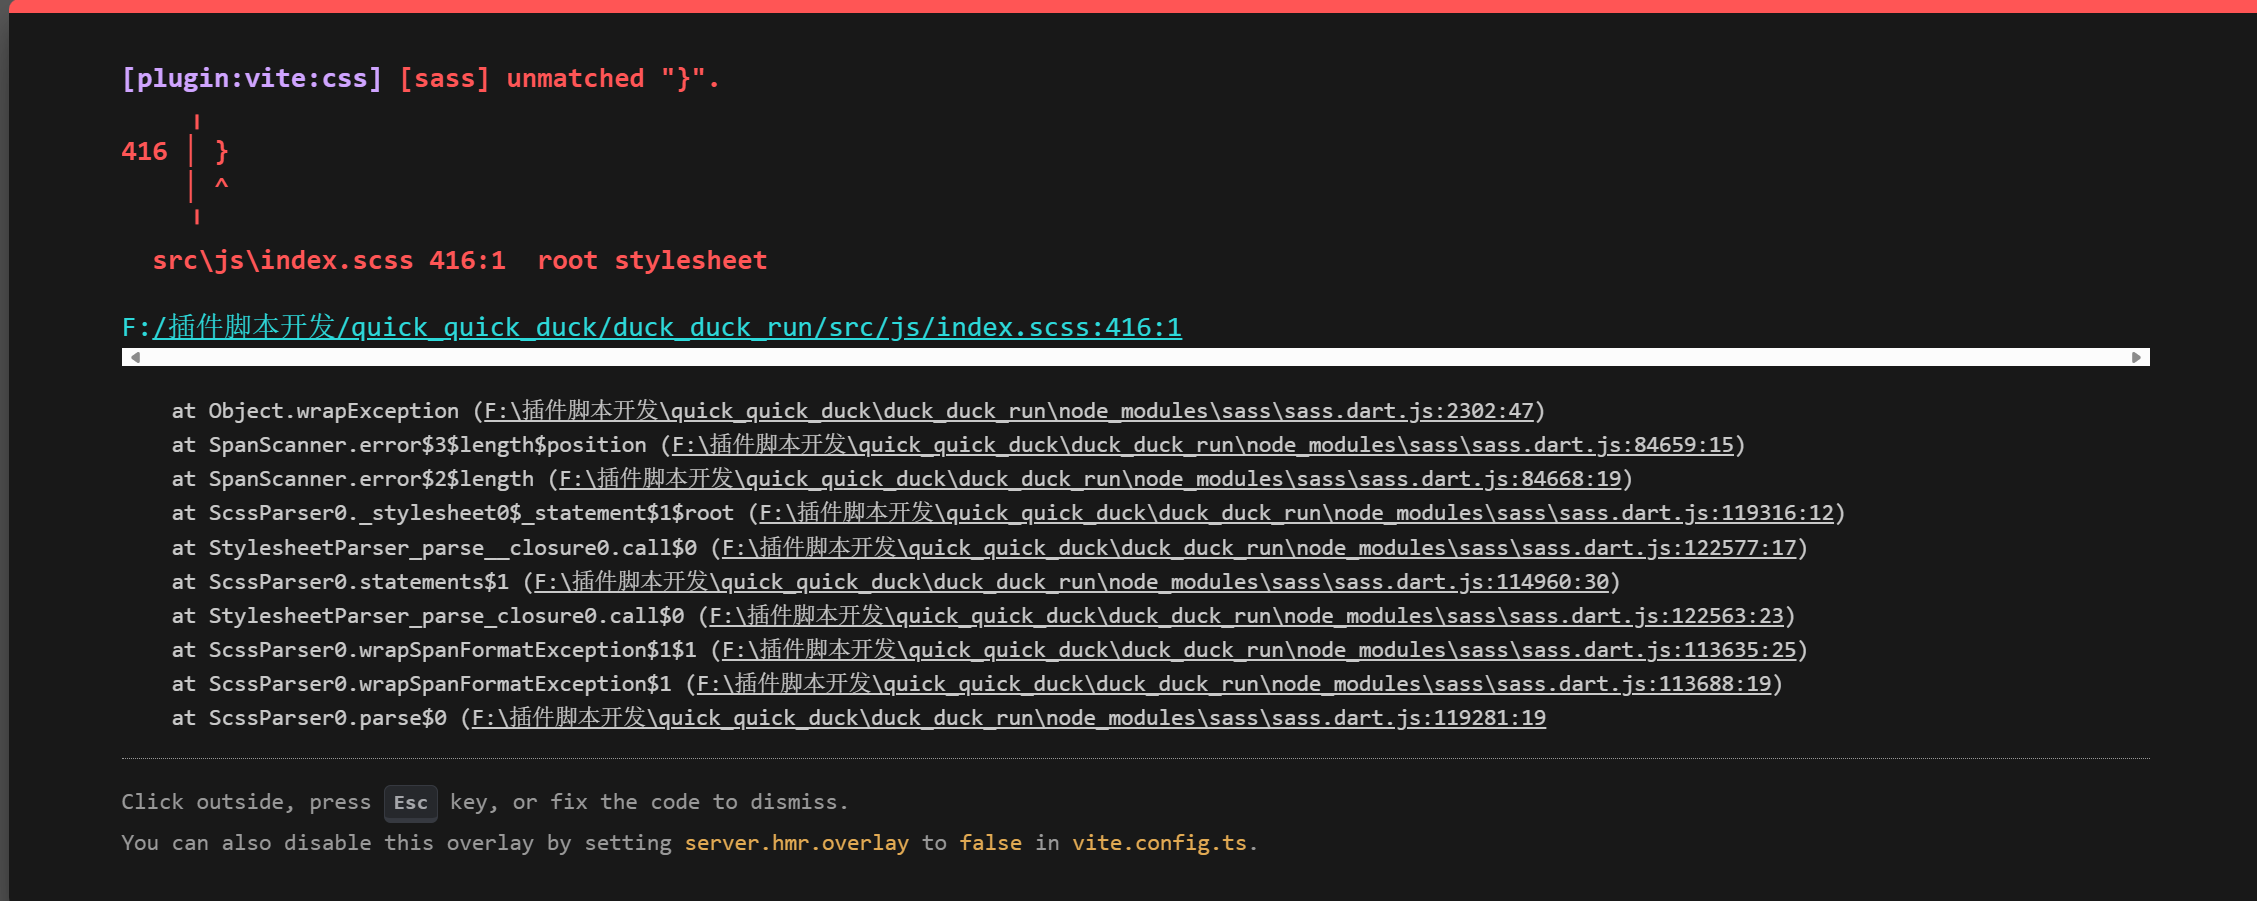 [plugin:vite:css] [sass] unmatched "}".
╷
416 │ }
│ ^
╵
src\js\index.scss 416:1  root stylesheet
F:/插件脚本开发/quick_quick_duck/duck_duck_run/src/js/index.scss:416:1
at Object.wrapException (F:\插件脚本开发\quick_quick_duck\duck_duck_run\node_modules\sass\sass.dart.js:2302:47)
at SpanScanner.error$3$length$position (F:\插件脚本开发\quick_quick_duck\duck_duck_run\node_modules\sass\sass.dart.js:84659:15)
at SpanScanner.error$2$length (F:\插件脚本开发\quick_quick_duck\duck_duck_run\node_modules\sass\sass.dart.js:84668:19)
at ScssParser0._stylesheet0$_statement$1$root (F:\插件脚本开发\quick_quick_duck\duck_duck_run\node_modules\sass\sass.dart.js:119316:12)
at StylesheetParser_parse__closure0.call$0 (F:\插件脚本开发\quick_quick_duck\duck_duck_run\node_modules\sass\sass.dart.js:122577:17)
at ScssParser0.statements$1 (F:\插件脚本开发\quick_quick_duck\duck_duck_run\node_modules\sass\sass.dart.js:114960:30)
at StylesheetParser_parse_closure0.call$0 (F:\插件脚本开发\quick_quick_duck\duck_duck_run\node_modules\sass\sass.dart.js:122563:23)
at ScssParser0.wrapSpanFormatException$1$1 (F:\插件脚本开发\quick_quick_duck\duck_duck_run\node_modules\sass\sass.dart.js:113635:25)
at ScssParser0.wrapSpanFormatException$1 (F:\插件脚本开发\quick_quick_duck\duck_duck_run\node_modules\sass\sass.dart.js:113688:19)
at ScssParser0.parse$0 (F:\插件脚本开发\quick_quick_duck\duck_duck_run\node_modules\sass\sass.dart.js:119281:19
Click outside, press Esc key, or fix the code to dismiss.
You can also disable this overlay by setting server.hmr.overlay to false in vite.config.ts.